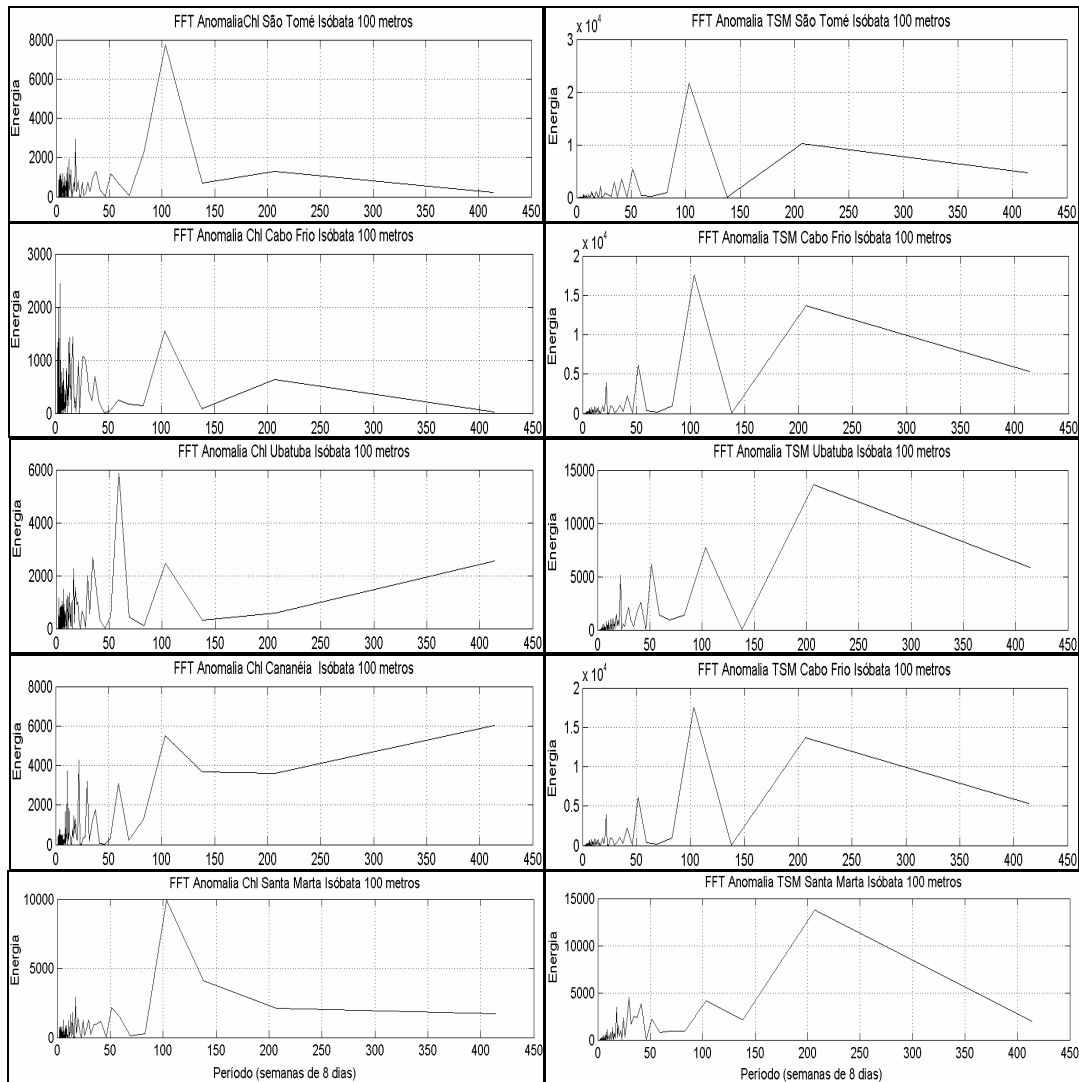 FFT AnomaliaChl São Tomé Isóbata 100 metros
8000
6000
4000
2000
0
Energia
0 50 100 150 200 250 300 350 400 450
FFT Anomalia TSM São Tomé Isóbata 100 metros
x 10^4
3
2
1
0
Energia
0 50 100 150 200 250 300 350 400 450
FFT Anomalia Chl Cabo Frio Isóbata 100 metros
3000
2000
1000
0
Energia
0 50 100 150 200 250 300 350 400 450
FFT Anomalia TSM Cabo Frio Isóbata 100 metros
x 10^4
2
1.5
1
0.5
0
Energia
0 50 100 150 200 250 300 350 400 450
FFT Anomalia Chl Ubatuba Isóbata 100 metros
6000
4000
2000
0
Energia
0 50 100 150 200 250 300 350 400 450
FFT Anomalia TSM Ubatuba Isóbata 100 metros
15000
10000
5000
0
Energia
0 50 100 150 200 250 300 350 400 450
FFT Anomalia Chl Cananéia Isóbata 100 metros
8000
6000
4000
2000
0
Energia
0 50 100 150 200 250 300 350 400 450
FFT Anomalia TSM Cabo Frio Isóbata 100 metros
x 10^4
2
1.5
1
0.5
0
Energia
0 50 100 150 200 250 300 350 400 450
FFT Anomalia Chl Santa Marta Isóbata 100 metros
10000
5000
0
Energia
0 50 100 150 200 250 300 350 400 450
Período (semanas de 8 dias)
FFT Anomalia TSM Santa Marta Isóbata 100 metros
15000
10000
5000
0
Energia
0 50 100 150 200 250 300 350 400 450
Período (semanas de 8 dias)